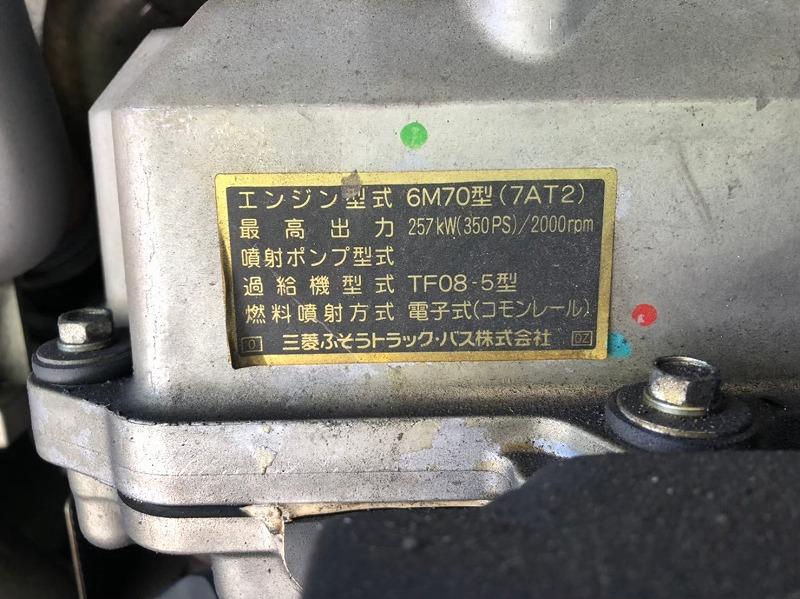 エンジン型式 6M70型(7AT2)
最高出力 257kW(350PS)/2000rpm
噴射ポンプ型式
過給機型式 TF08-5型
燃料噴射方式 電子式(コモンレール)
三菱ふそうトラック・バス株式会社 DZ